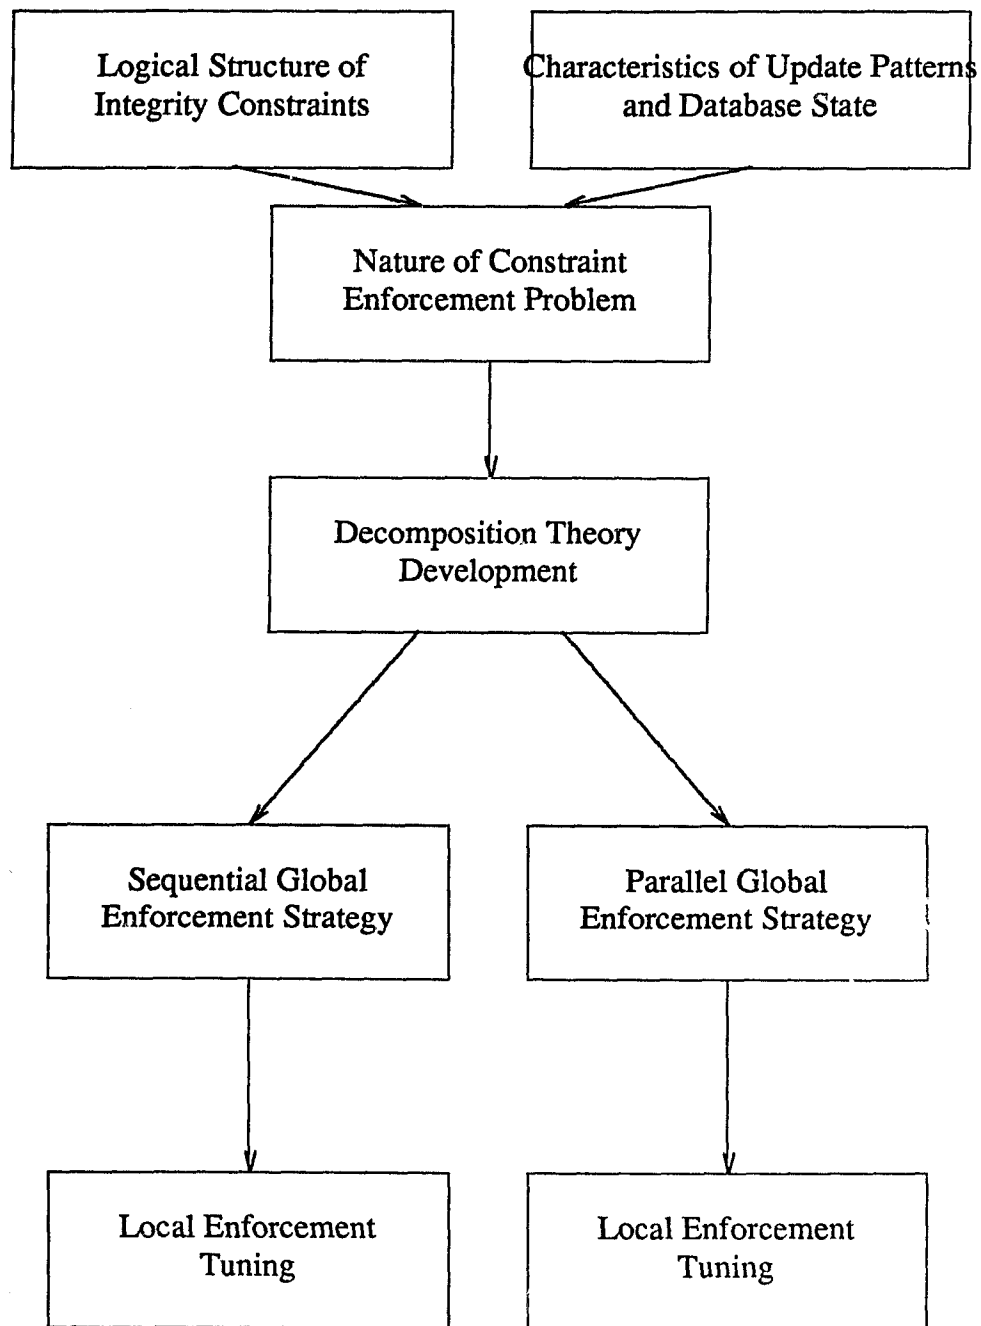 Logical Structure of
Integrity Constraints
Characteristics of Update Patterns
and Database State
Nature of Constraint
Enforcement Problem
Decomposition Theory
Development
Sequential Global
Enforcement Strategy
Parallel Global
Enforcement Strategy
Local Enforcement
Tuning
Local Enforcement
Tuning